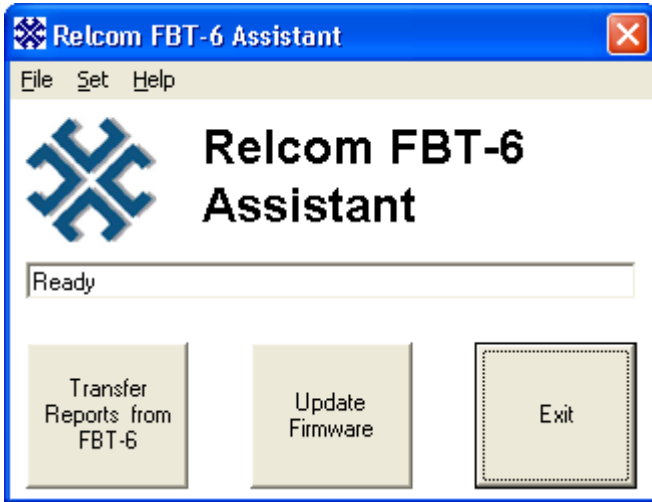 Relcom FBT-6 Assistant
File Set Help
Relcom FBT-6
Assistant
Ready
Transfer
Reports from
FBT-6
Update
Firmware
Exit